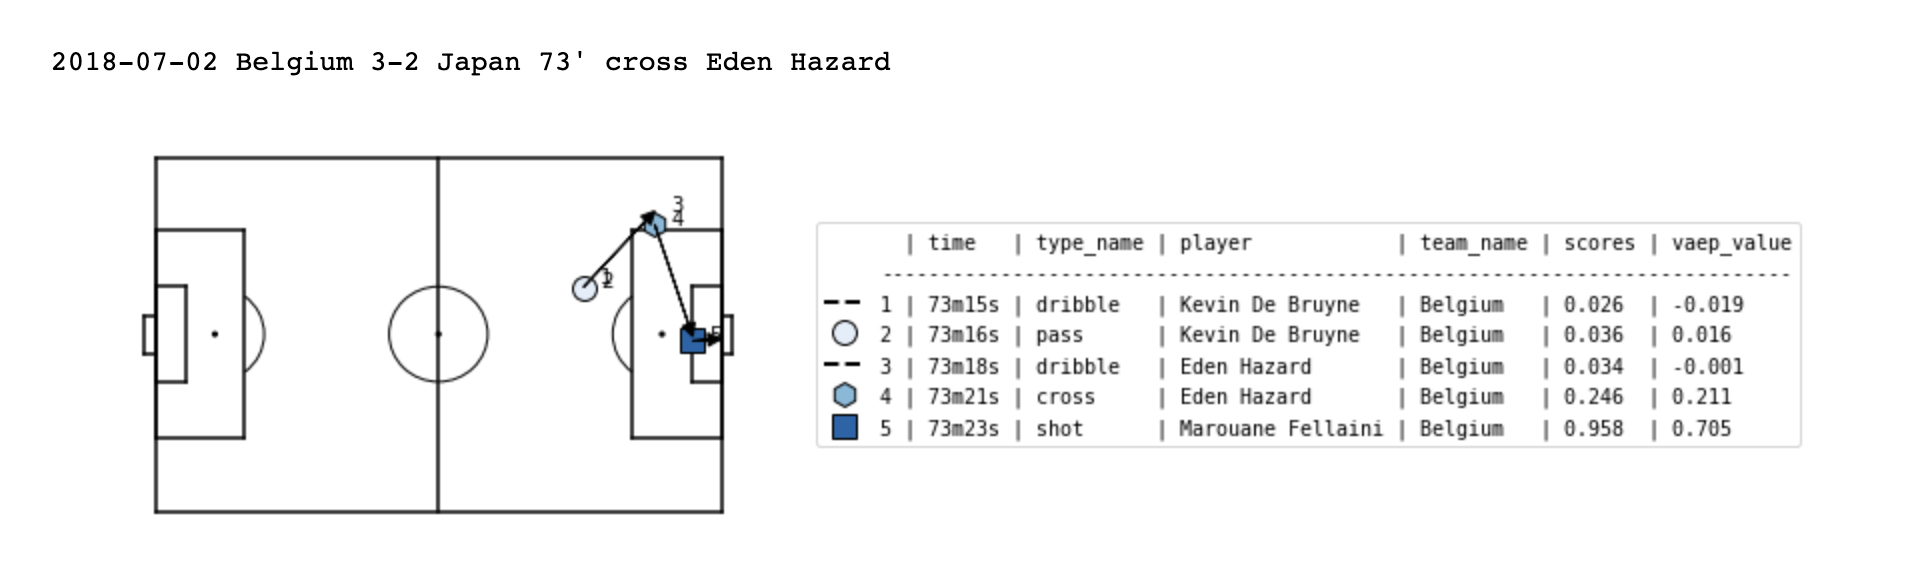 2018-07-02 Belgium 3-2 Japan 73' cross Eden Hazard
3
4
1
2
5
| time | type_name | player | team_name | scores | vaep_value
--------------------------------------------------------------------------
1 | 73m15s | dribble | Kevin De Bruyne | Belgium | 0.026 | -0.019
2 | 73m16s | pass | Kevin De Bruyne | Belgium | 0.036 | 0.016
3 | 73m18s | dribble | Eden Hazard | Belgium | 0.034 | -0.001
4 | 73m21s | cross | Eden Hazard | Belgium | 0.246 | 0.211
5 | 73m23s | shot | Marouane Fellaini | Belgium | 0.958 | 0.705